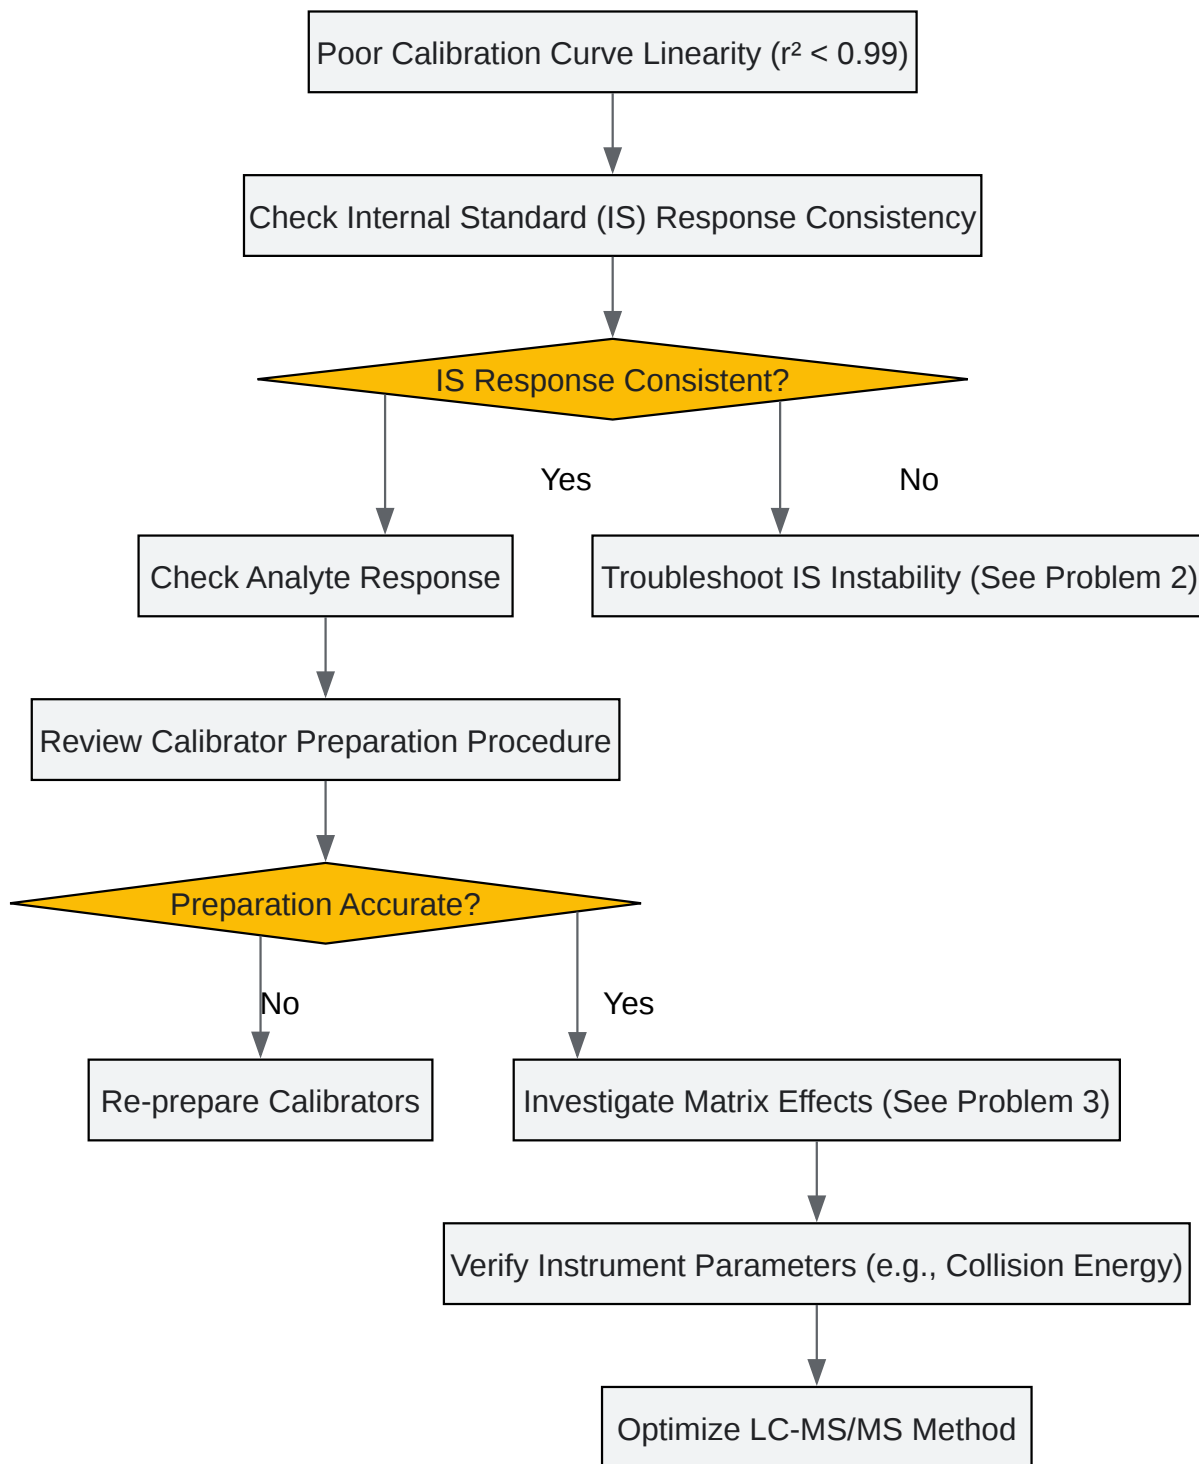 Poor Calibration Curve Linearity (r² < 0.99)
Check Internal Standard (IS) Response Consistency
IS Response Consistent?
Yes
No
Check Analyte Response
Troubleshoot IS Instability (See Problem 2)
Review Calibrator Preparation Procedure
Preparation Accurate?
No
Yes
Re-prepare Calibrators
Investigate Matrix Effects (See Problem 3)
Verify Instrument Parameters (e.g., Collision Energy)
Optimize LC-MS/MS Method